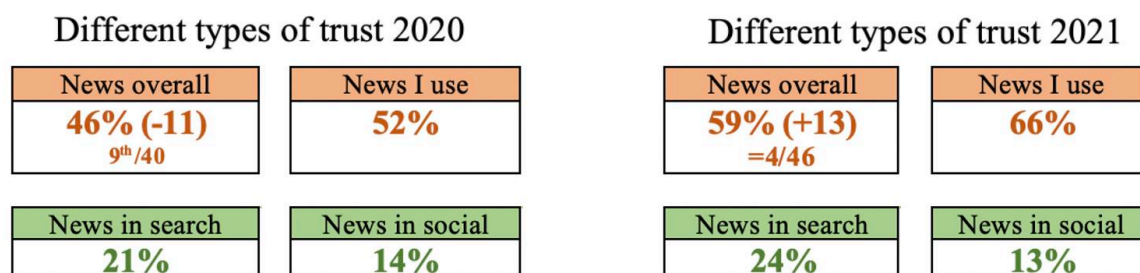 Different types of trust 2020
News overall
46% (-11)
9th/40
News I use
52%
News in search
21%
News in social
14%
Different types of trust 2021
News overall
59% (+13)
=4/46
News I use
66%
News in search
24%
News in social
13%